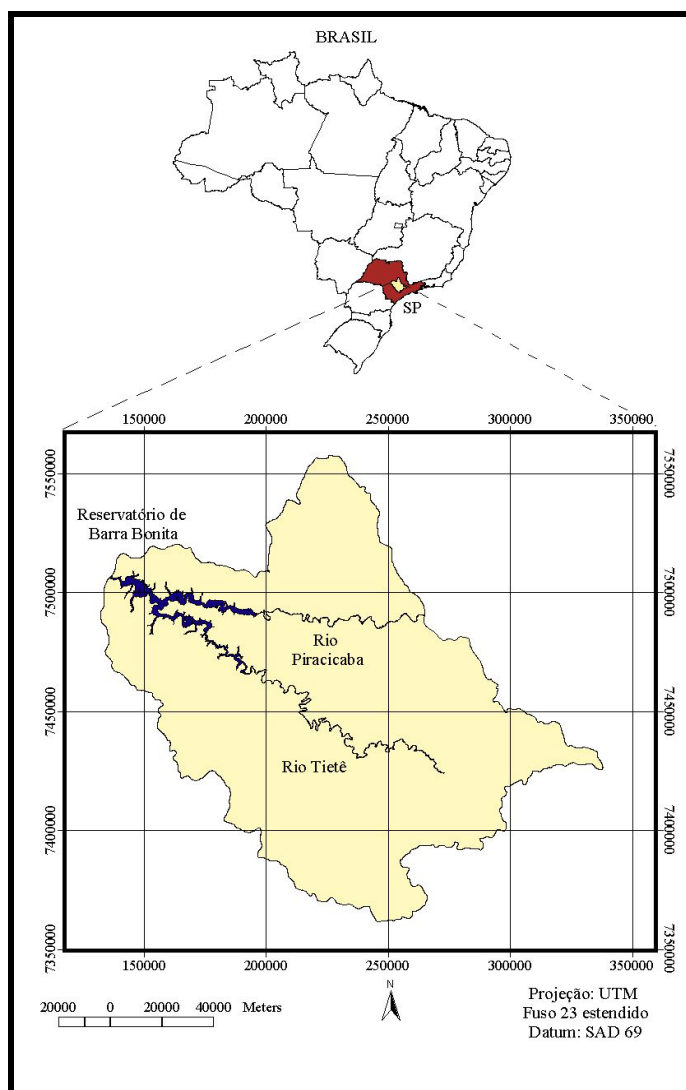 BRASIL
SP
150000 200000 250000 300000 350000
7550000 7550000
Reservatório de
Barra Bonita
7500000 7500000
Rio
Piracicaba
7450000 7450000
Rio Tietê
7400000 7400000
7350000 7350000
150000 200000 250000 300000 350000
N
20000 0 20000 40000 Meters
Projeção: UTM
Fuso 23 estendido
Datum: SAD 69